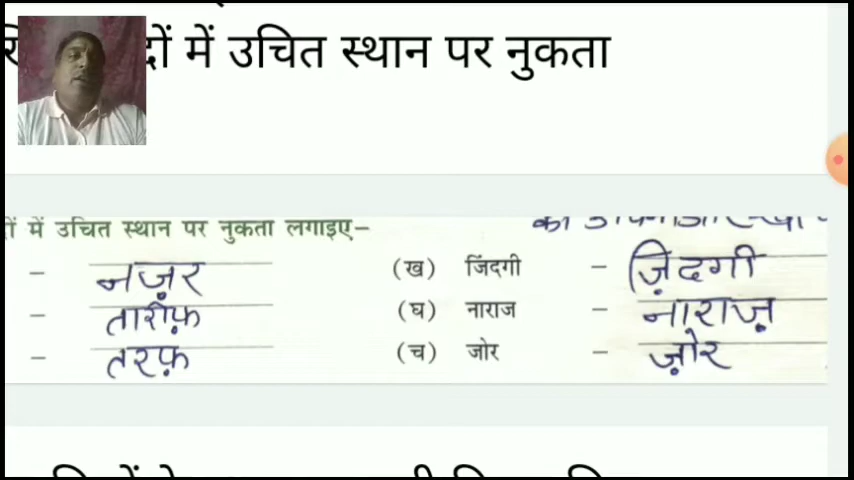 दों में उचित स्थान पर नुकता
में उचित स्थान पर नुकता लगाइए–
– नज़र (ख) जिंदगी – ज़िंदगी
– तारीफ़ (घ) नाराज – नाराज़
– तरफ़ (च) जोर – ज़ोर